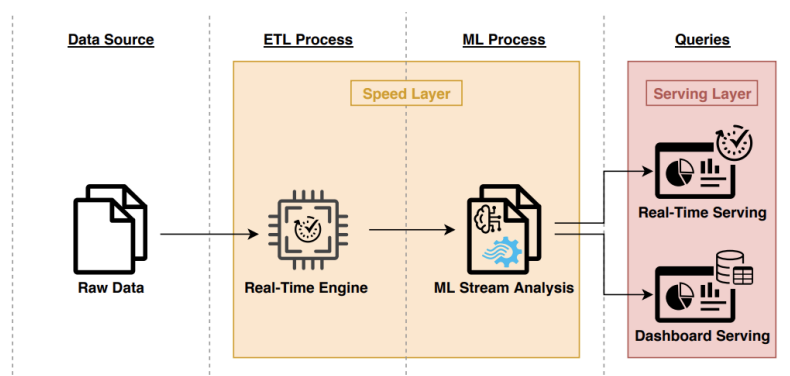 Data Source
ETL Process
ML Process
Queries
Speed Layer
Serving Layer
Real-Time Serving
Raw Data
Real-Time Engine
ML Stream Analysis
Dashboard Serving